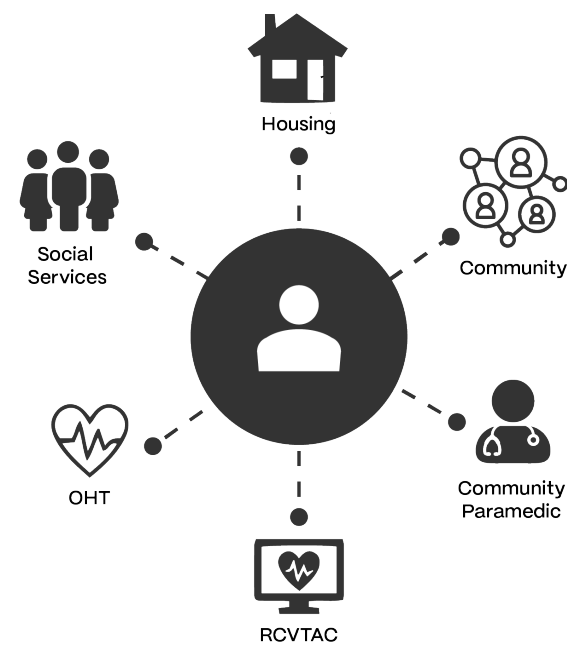 Housing
Social
Services
Community
OHT
Community
Paramedic
RCVTAC